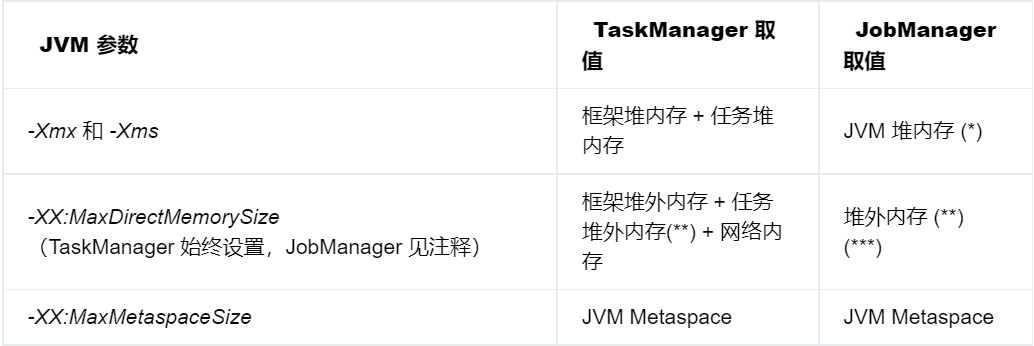 JVM 参数
TaskManager 取
值
JobManager
取值
-Xmx 和 -Xms
框架堆内存 + 任务堆
内存
JVM 堆内存 (*)
-XX:MaxDirectMemorySize
（TaskManager 始终设置，JobManager 见注释）
框架堆外内存 + 任务
堆外内存(**) + 网络内
存
堆外内存 (**)
(***)
-XX:MaxMetaspaceSize
JVM Metaspace
JVM Metaspace